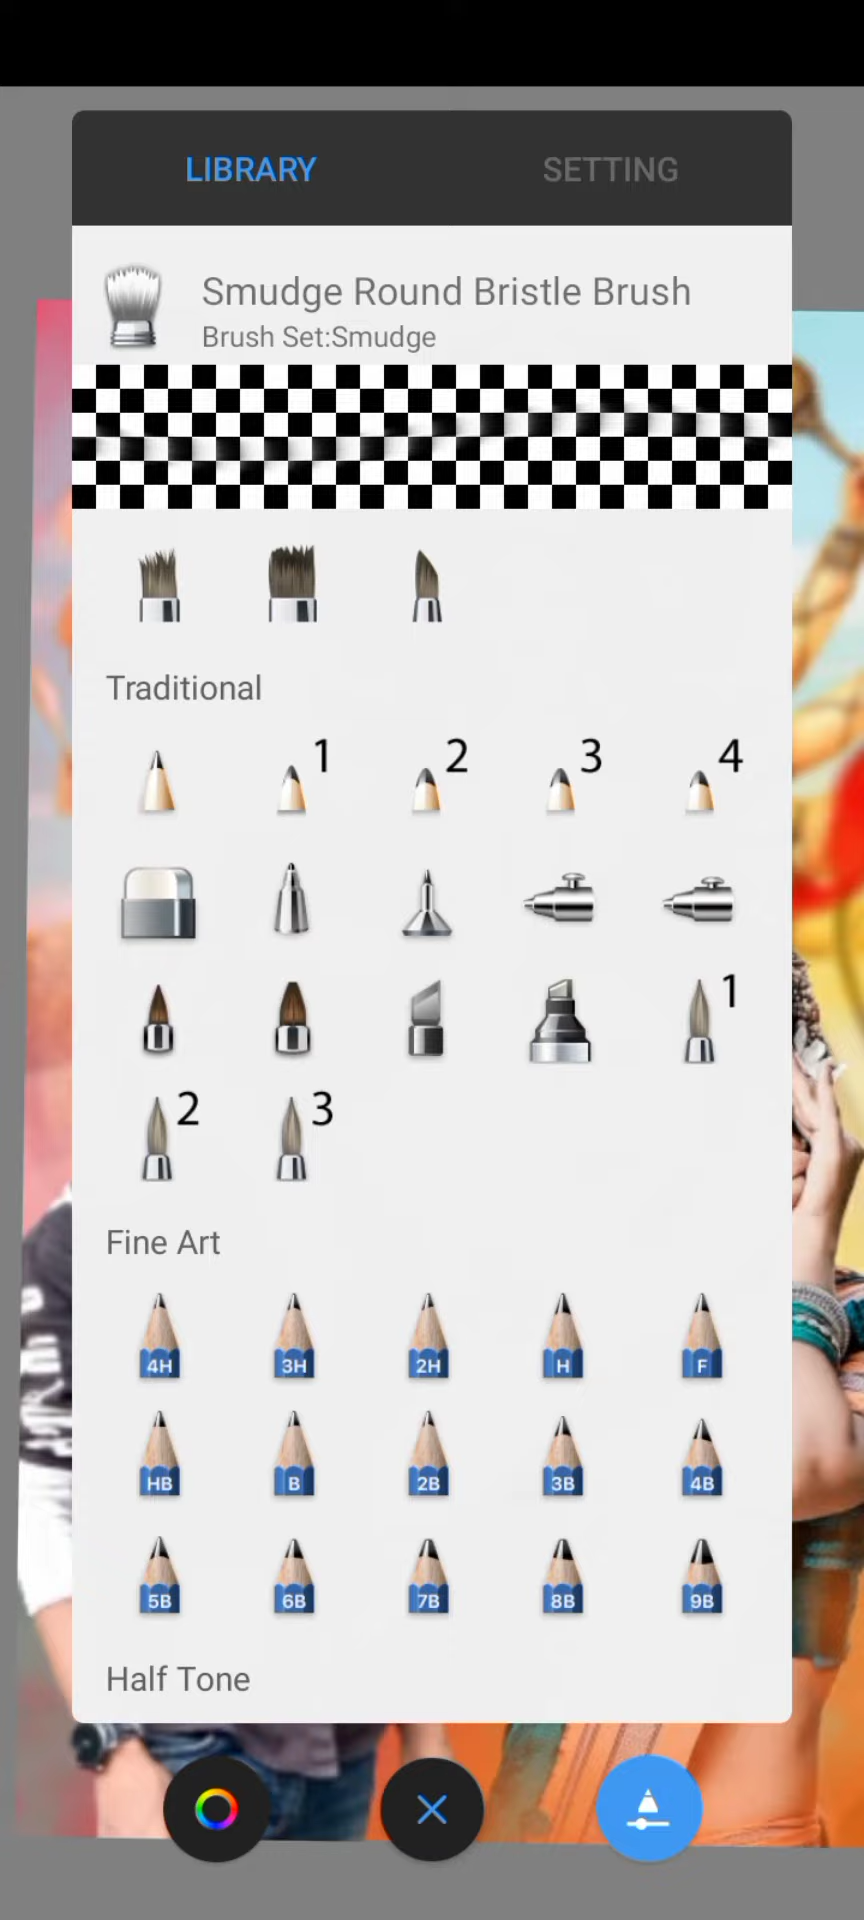 LIBRARY SETTING
Smudge Round Bristle Brush
Brush Set:Smudge
Traditional
1 2 3 4
1
2 3
Fine Art
4H 3H 2H H F
HB B 2B 3B 4B
5B 6B 7B 8B 9B
Half Tone